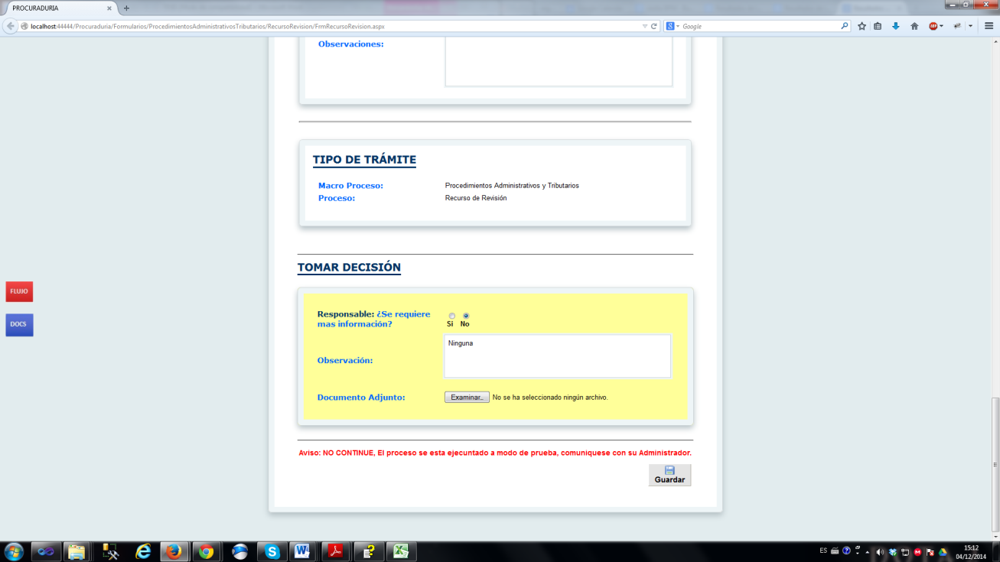 PROCURADURIA
localhost:44444/Procuraduria/Formularios/ProcedimientosAdministrativosTributarios/RecursoRevision/FrmRecursoRevision.aspx
Google
Observaciones:
TIPO DE TRÁMITE
Macro Proceso: Procedimientos Administrativos y Tributarios
Proceso: Recurso de Revisión
TOMAR DECISIÓN
FLUJO
DOCS
Responsable: ¿Se requiere
mas información?
Si No
Ninguna
Observación:
Documento Adjunto: Examinar.. No se ha seleccionado ningún archivo.
Aviso: NO CONTINUE, El proceso se esta ejecuntado a modo de prueba, comuniquese con su Administrador.
Guardar
ES
15:12
04/12/2014